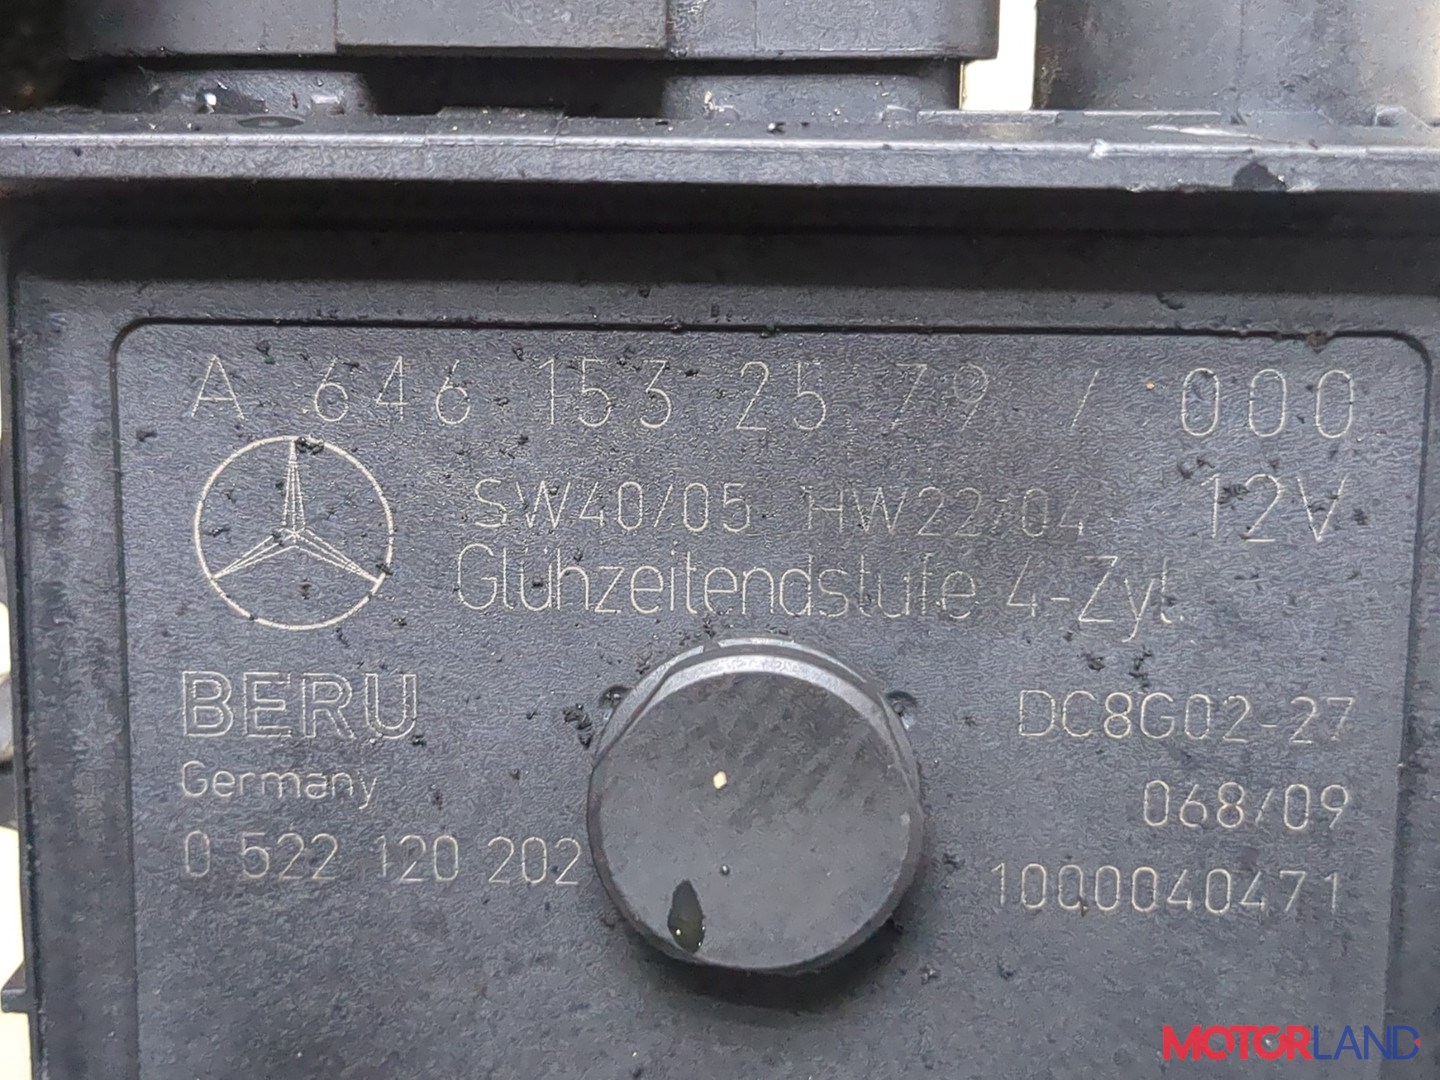 A 646 153 25 79 / 000
SW40/05 HW22/04 12V
Glühzeitendstufe 4-Zyl.
BERU
DC8G02-27
Germany
068/09
0 522 120 202
1000040471
MOTORLAND